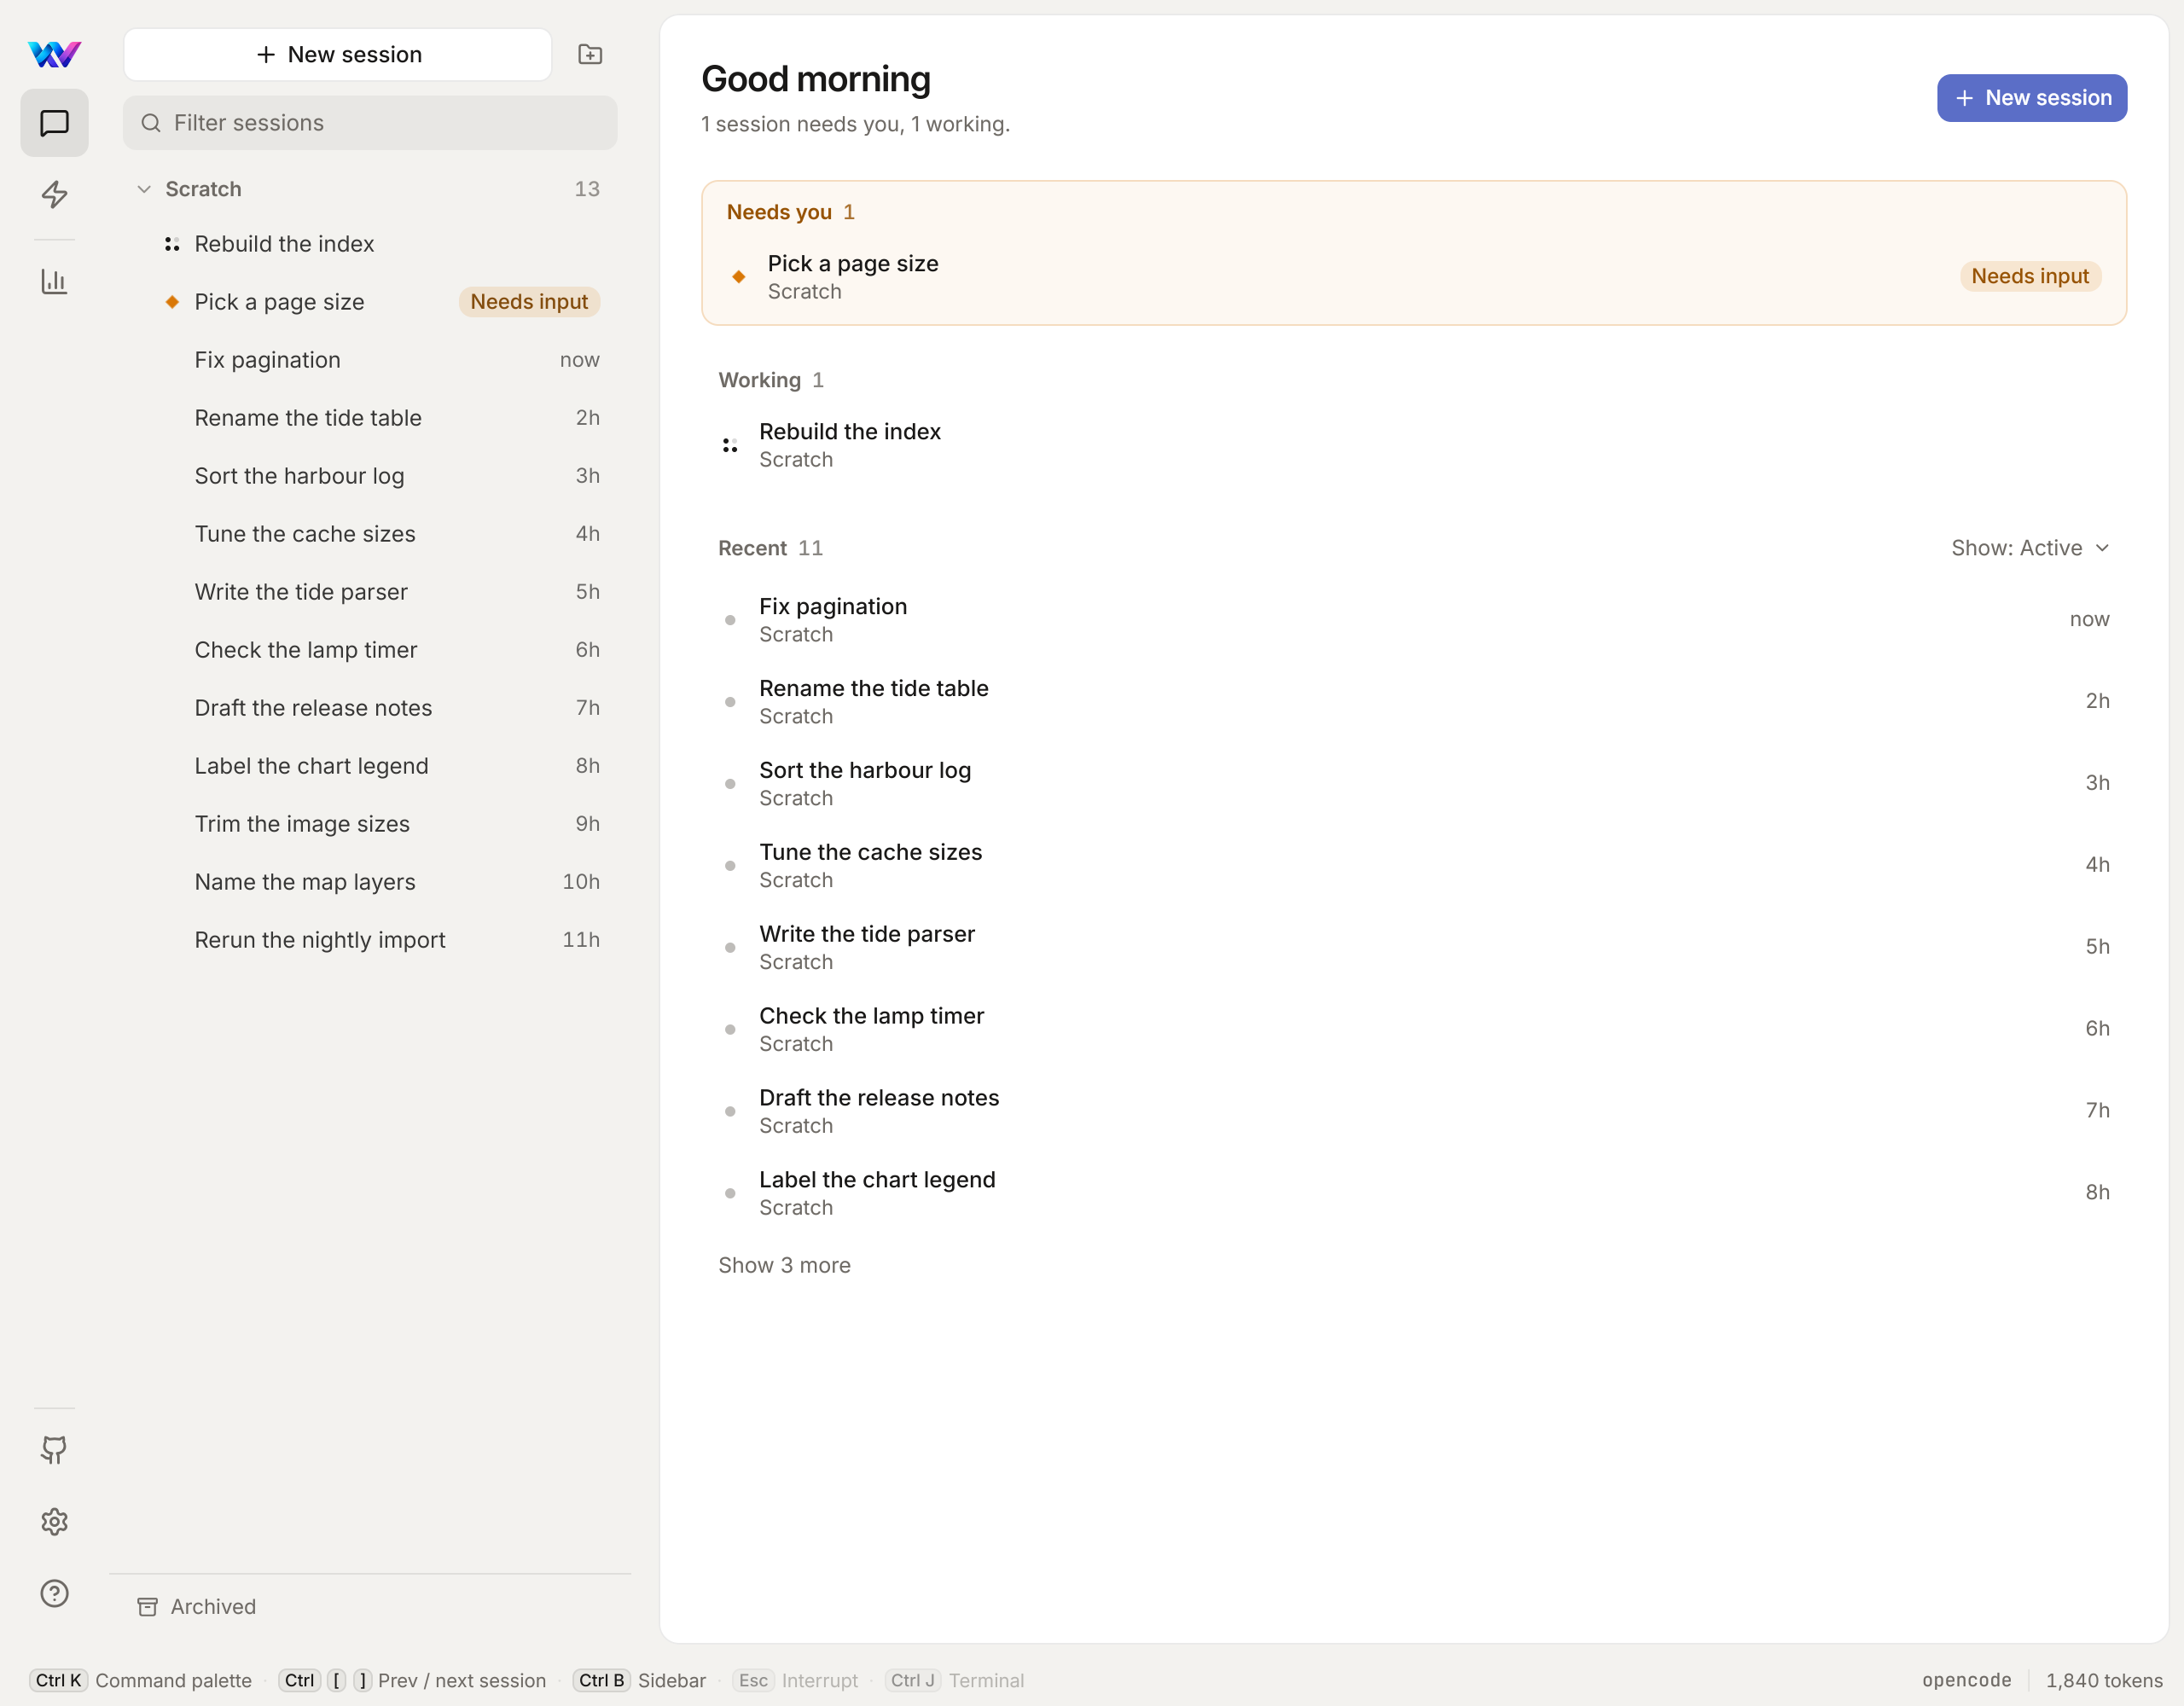 New session
Filter sessions
Scratch 13
Rebuild the index
Pick a page size Needs input
Fix pagination now
Rename the tide table 2h
Sort the harbour log 3h
Tune the cache sizes 4h
Write the tide parser 5h
Check the lamp timer 6h
Draft the release notes 7h
Label the chart legend 8h
Trim the image sizes 9h
Name the map layers 10h
Rerun the nightly import 11h
Archived
Good morning
1 session needs you, 1 working.
New session
Needs you 1
Pick a page size
Scratch
Needs input
Working 1
Rebuild the index
Scratch
Recent 11 Show: Active
Fix pagination
Scratch
now
Rename the tide table
Scratch
2h
Sort the harbour log
Scratch
3h
Tune the cache sizes
Scratch
4h
Write the tide parser
Scratch
5h
Check the lamp timer
Scratch
6h
Draft the release notes
Scratch
7h
Label the chart legend
Scratch
8h
Show 3 more
Ctrl K Command palette · Ctrl [ ] Prev / next session · Ctrl B Sidebar · Esc Interrupt · Ctrl J Terminal
opencode 1,840 tokens